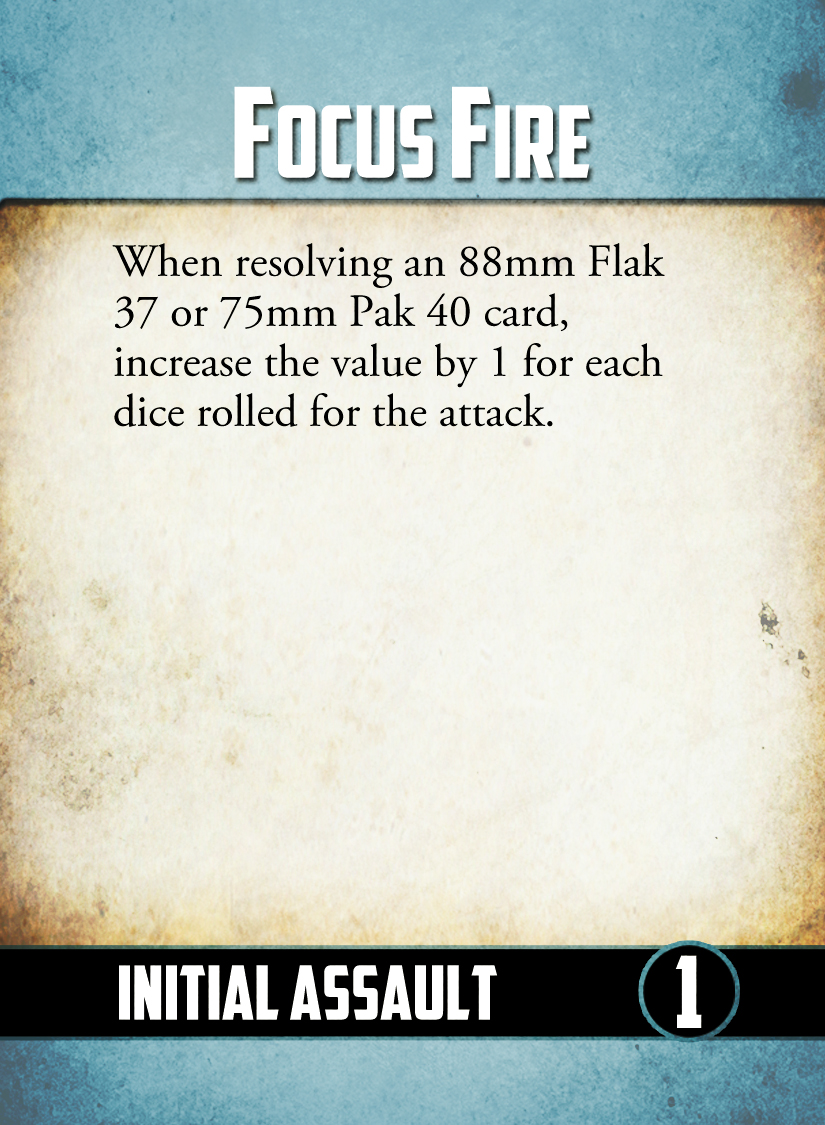 Focus Fire
When resolving an 88mm Flak
37 or 75mm Pak 40 card,
increase the value by 1 for each
dice rolled for the attack.
INITIAL ASSAULT
1